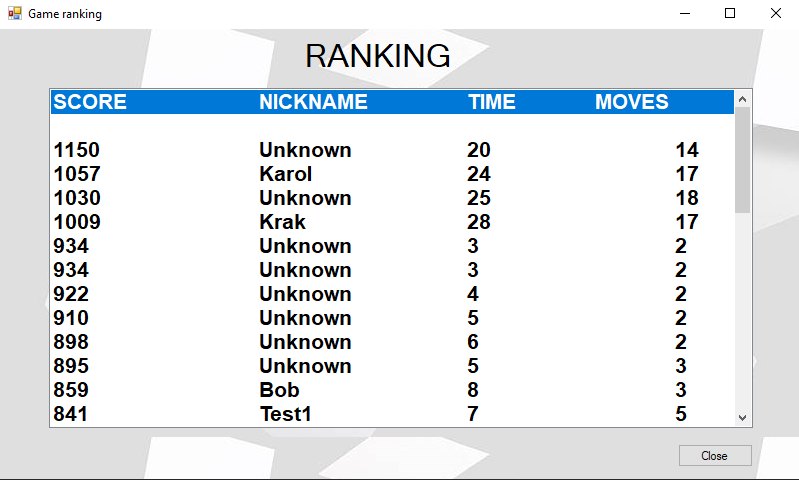 Game ranking
RANKING
SCORE NICKNAME TIME MOVES
1150 Unknown 20 14
1057 Karol 24 17
1030 Unknown 25 18
1009 Krak 28 17
934 Unknown 3 2
934 Unknown 3 2
922 Unknown 4 2
910 Unknown 5 2
898 Unknown 6 2
895 Unknown 5 3
859 Bob 8 3
841 Test1 7 5
Close